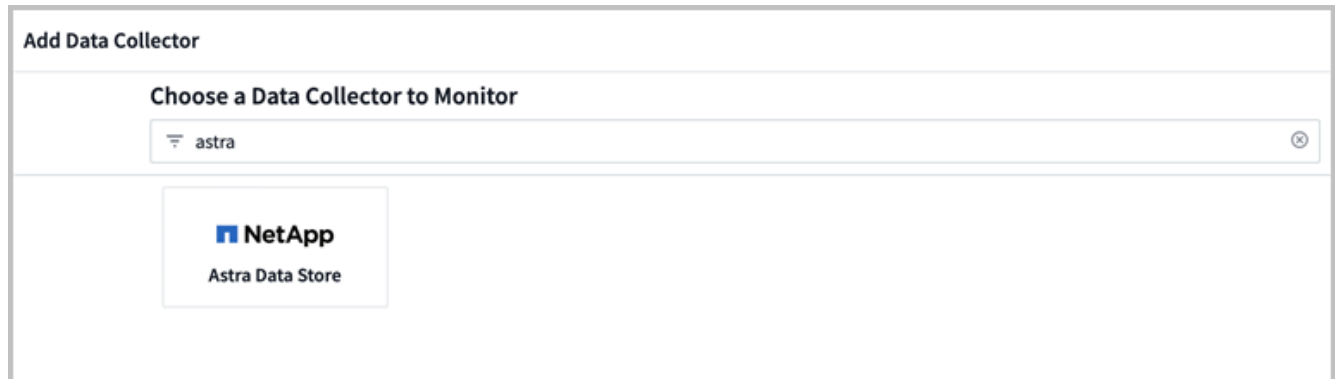 Add Data Collector
Choose a Data Collector to Monitor
astra
NetApp
Astra Data Store